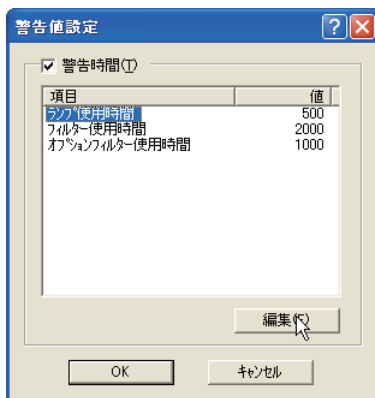 警告値設定
警告時間(T)
項目 値
ﾗﾝﾌﾟ使用時間 500
ﾌｨﾙﾀｰ使用時間 2000
ｵﾌﾟｼｮﾝﾌｨﾙﾀｰ使用時間 1000
編集(E)
OK ｷｬﾝｾﾙ